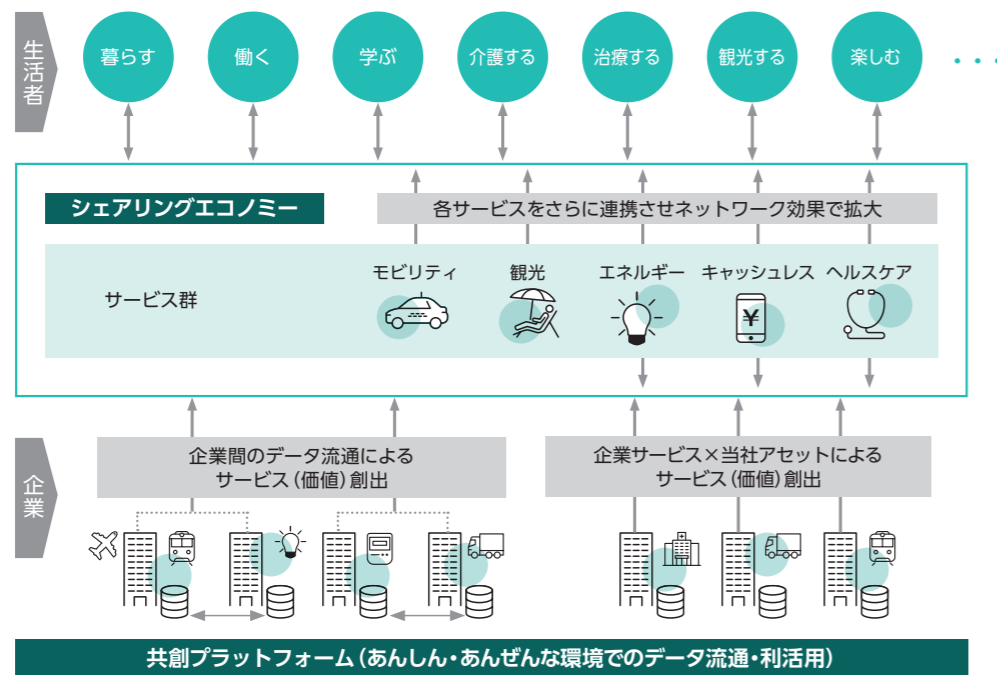 生活者
暮らす
働く
学ぶ
介護する
治療する
観光する
楽しむ
・・・
シェアリングエコノミー
各サービスをさらに連携させネットワーク効果で拡大
サービス群
モビリティ
観光
エネルギー
キャッシュレス
ヘルスケア
¥
企業
企業間のデータ流通による
サービス(価値)創出
企業サービス×当社アセットによる
サービス(価値)創出
共創プラットフォーム(あんしん・あんぜんな環境でのデータ流通・利活用)